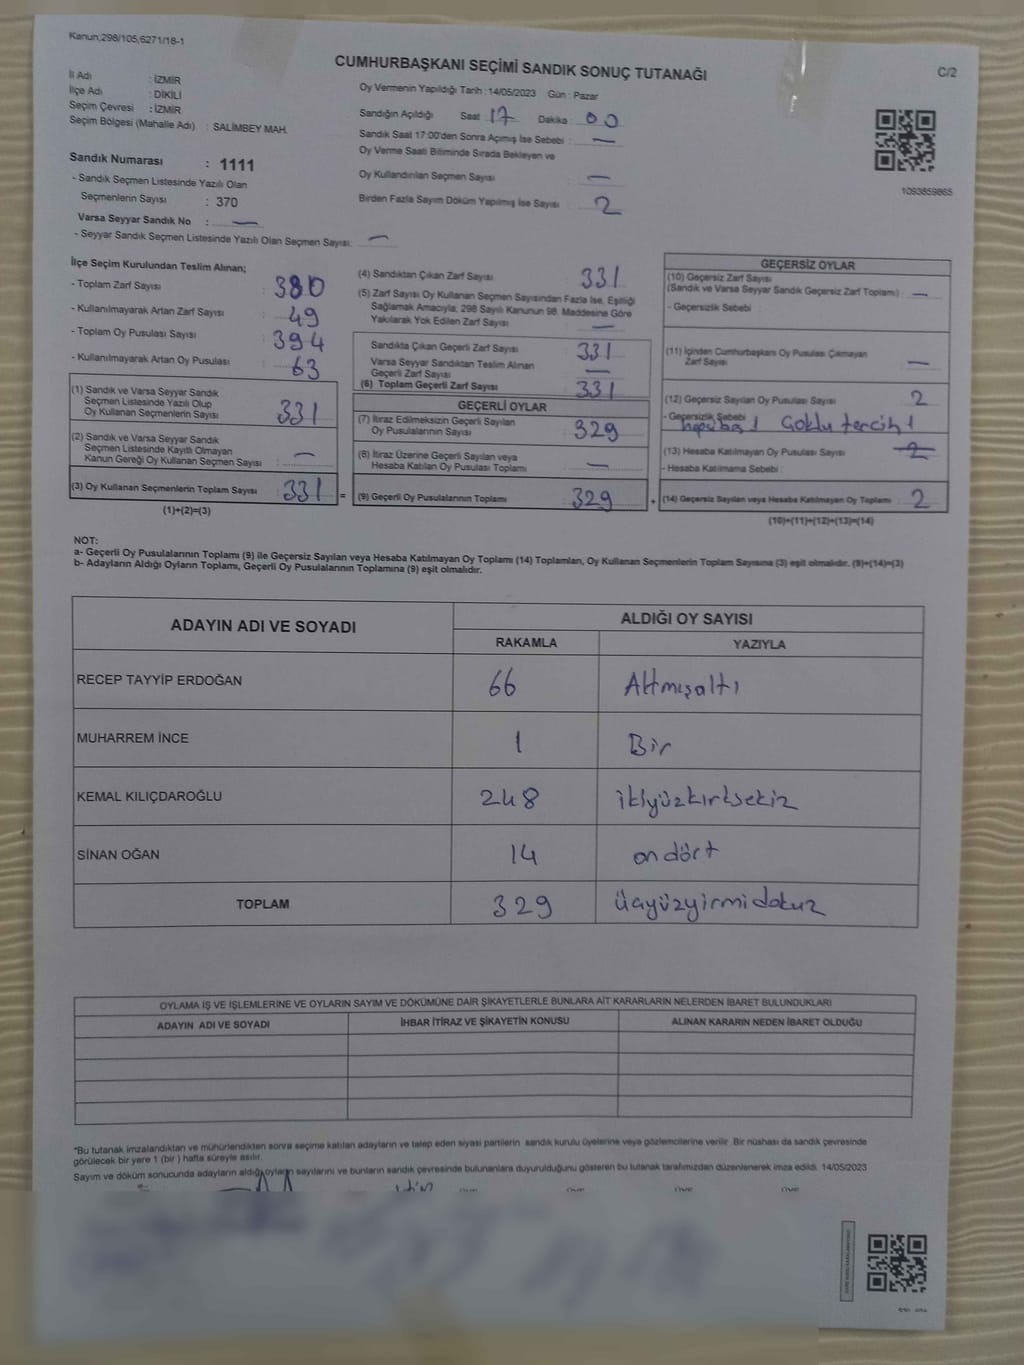 Kanun,298/105,6271/18-1
CUMHURBAŞKANI SEÇİMİ SANDIK SONUÇ TUTANAĞI
C/2
İl Adı : İZMİR
İlçe Adı : DİKİLİ
Seçim Çevresi : İZMİR
Seçim Bölgesi (Mahalle Adı) : SALİMBEY MAH.
Oy Vermenin Yapıldığı Tarih : 14/05/2023 Gün : Pazar
Sandığın Açıldığı Saat 17 Dakika 00
Sandık Saat 17:00'den Sonra Açımış İse Sebebi : —
Oy Verme Saati Bitiminde Sırada Bekleyen ve
Oy Kullandırılan Seçmen Sayısı —
Birden Fazla Sayım Döküm Yapılmış İse Sayısı 2
1093859865
Sandık Numarası : 1111
- Sandık Seçmen Listesinde Yazılı Olan
Seçmenlerin Sayısı : 370
Varsa Seyyar Sandık No : —
- Seyyar Sandık Seçmen Listesinde Yazılı Olan Seçmen Sayısı: —
İlçe Seçim Kurulundan Teslim Alınan;
- Toplam Zarf Sayısı : 380
- Kullanılmayarak Artan Zarf Sayısı : 49
- Toplam Oy Pusulası Sayısı : 394
- Kullanılmayarak Artan Oy Pusulası : 63
(1) Sandık ve Varsa Seyyar Sandık
Seçmen Listesinde Yazılı Olup
Oy Kullanan Seçmenlerin Sayısı : 331
(2) Sandık ve Varsa Seyyar Sandık
Seçmen Listesinde Kayıtlı Olmayan
Kanun Gereği Oy Kullanan Seçmen Sayısı : —
(3) Oy Kullanan Seçmenlerin Toplam Sayısı : 331 =
(1)+(2)=(3)
(4) Sandıktan Çıkan Zarf Sayısı 331
(5) Zarf Sayısı Oy Kullanan Seçmen Sayısından Fazla İse, Eşitliği
Sağlamak Amacıyla, 298 Sayılı Kanunun 98. Maddesine Göre
Yakılarak Yok Edilen Zarf Sayısı : —
Sandıkta Çıkan Geçerli Zarf Sayısı : 331
Varsa Seyyar Sandıktan Teslim Alınan
Geçerli Zarf Sayısı : —
(6) Toplam Geçerli Zarf Sayısı : 331
GEÇERLİ OYLAR
(7) İtiraz Edilmeksizin Geçerli Sayılan
Oy Pusulalarının Sayısı : 329
(8) İtiraz Üzerine Geçerli Sayılan veya
Hesaba Katılan Oy Pusulası Toplamı : —
(9) Geçerli Oy Pusulalarının Toplamı : 329 +
GEÇERSİZ OYLAR
(10) Geçersiz Zarf Sayısı
(Sandık ve Varsa Seyyar Sandık Geçersiz Zarf Toplamı) : —
- Geçersizlik Sebebi :
(11) İçinden Cumhurbaşkanı Oy Pusulası Çıkmayan
Zarf Sayısı —
(12) Geçersiz Sayılan Oy Pusulası Sayısı 2
- Geçersizlik Sebebi 1 Çoklu tercih 1
(13) Hesaba Katılmayan Oy Pusulası Sayısı 2
- Hesaba Katılmama Sebebi :
(14) Geçersiz Sayılan veya Hesaba Katılmayan Oy Toplamı : 2
(10)+(11)+(12)+(13)=(14)
NOT:
a- Geçerli Oy Pusulalarının Toplamı (9) ile Geçersiz Sayılan veya Hesaba Katılmayan Oy Toplamı (14) Toplamları, Oy Kullanan Seçmenlerin Toplam Sayısına (3) eşit olmalıdır. (9)+(14)=(3)
b- Adayların Aldığı Oyların Toplamı, Geçerli Oy Pusulalarının Toplamına (9) eşit olmalıdır.
ADAYIN ADI VE SOYADI
ALDIĞI OY SAYISI
RAKAMLA YAZIYLA
RECEP TAYYİP ERDOĞAN 66 Altmışaltı
MUHARREM İNCE 1 Bir
KEMAL KILIÇDAROĞLU 248 ikiyüzkırksekiz
SİNAN OĞAN 14 on dört
TOPLAM 329 Üçyüzyirmidokuz
OYLAMA İŞ VE İŞLEMLERİNE VE OYLARIN SAYIM VE DÖKÜMÜNE DAİR ŞİKAYETLERLE BUNLARA AİT KARARLARIN NELERDEN İBARET BULUNDUKLARI
ADAYIN ADI VE SOYADI İHBAR İTİRAZ VE ŞİKAYETİN KONUSU ALINAN KARARIN NEDEN İBARET OLDUĞU
*Bu tutanak imzalandıktan ve mühürlendikten sonra seçime katılan adayların ve talep eden siyasi partilerin sandık kurulu üyelerine veya gözlemcilerine verilir. Bir nüshası da sandık çevresinde
görülecek bir yere 1 (bir) hafta süreyle asılır.
Sayım ve döküm sonucunda adayların aldığı oyların sayılarını ve bunların sandık çevresinde bulunanlara duyurulduğunu gösteren bu tutanak tarafımızdan düzenlenerek imza edildi. 14/05/2023